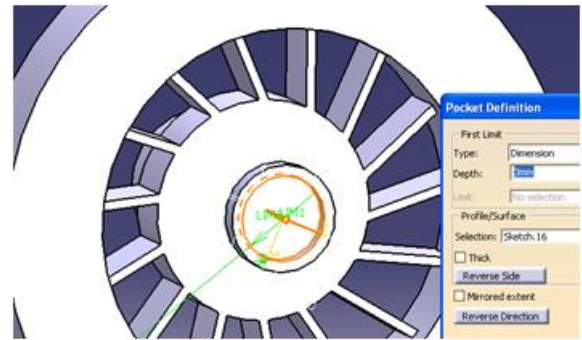 Pocket Definition
First Limit
Type: Dimension
Depth: 3mm
Limit: No selection
Profile/Surface
Selection: Sketch.16
Thick
Reverse Side
Mirrored extent
Reverse Direction